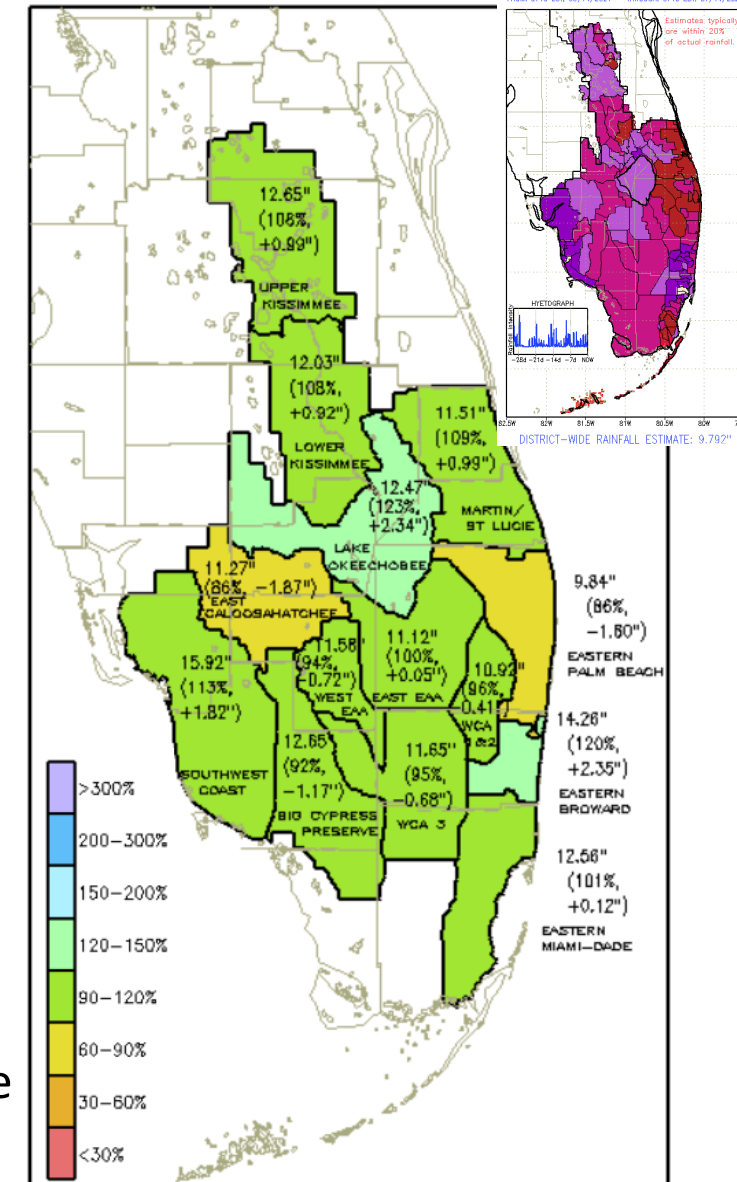 Estimates typically
are within 20%
of actual rainfall.
HYETOGRAPH
Rainfall Intensity
-28d -21d -14d -7d NOW
82.5W 82W 81.5W 81W 80.5W 80W
DISTRICT-WIDE RAINFALL ESTIMATE: 9.792"
12.65"
(108%,
+0.99")
UPPER
KISSIMMEE
12.03"
(108%,
+0.92")
LOWER
KISSIMMEE
11.51"
(109%,
+0.99")
MARTIN/
ST LUCIE
12.47"
(123%,
+2.34")
LAKE
OKEECHOBEE
11.27"
(86%, -1.87")
EAST
CALOOSAHATCHEE
9.84"
(86%,
-1.60")
EASTERN
PALM BEACH
15.92"
(113%,
+1.82")
SOUTHWEST
COAST
11.58"
(94%,
-0.72")
WEST
EAA
11.12"
(100%,
+0.05")
EAST EAA
10.92"
(96%,
-0.41")
WCA
1&2
14.26"
(120%,
+2.35")
EASTERN
BROWARD
12.65"
(92%,
-1.17")
BIG CYPRESS
PRESERVE
11.65"
(95%,
-0.68")
WCA 3
12.56"
(101%,
+0.12")
EASTERN
MIAMI-DADE
>300%
200-300%
150-200%
120-150%
90-120%
60-90%
30-60%
<30%
e